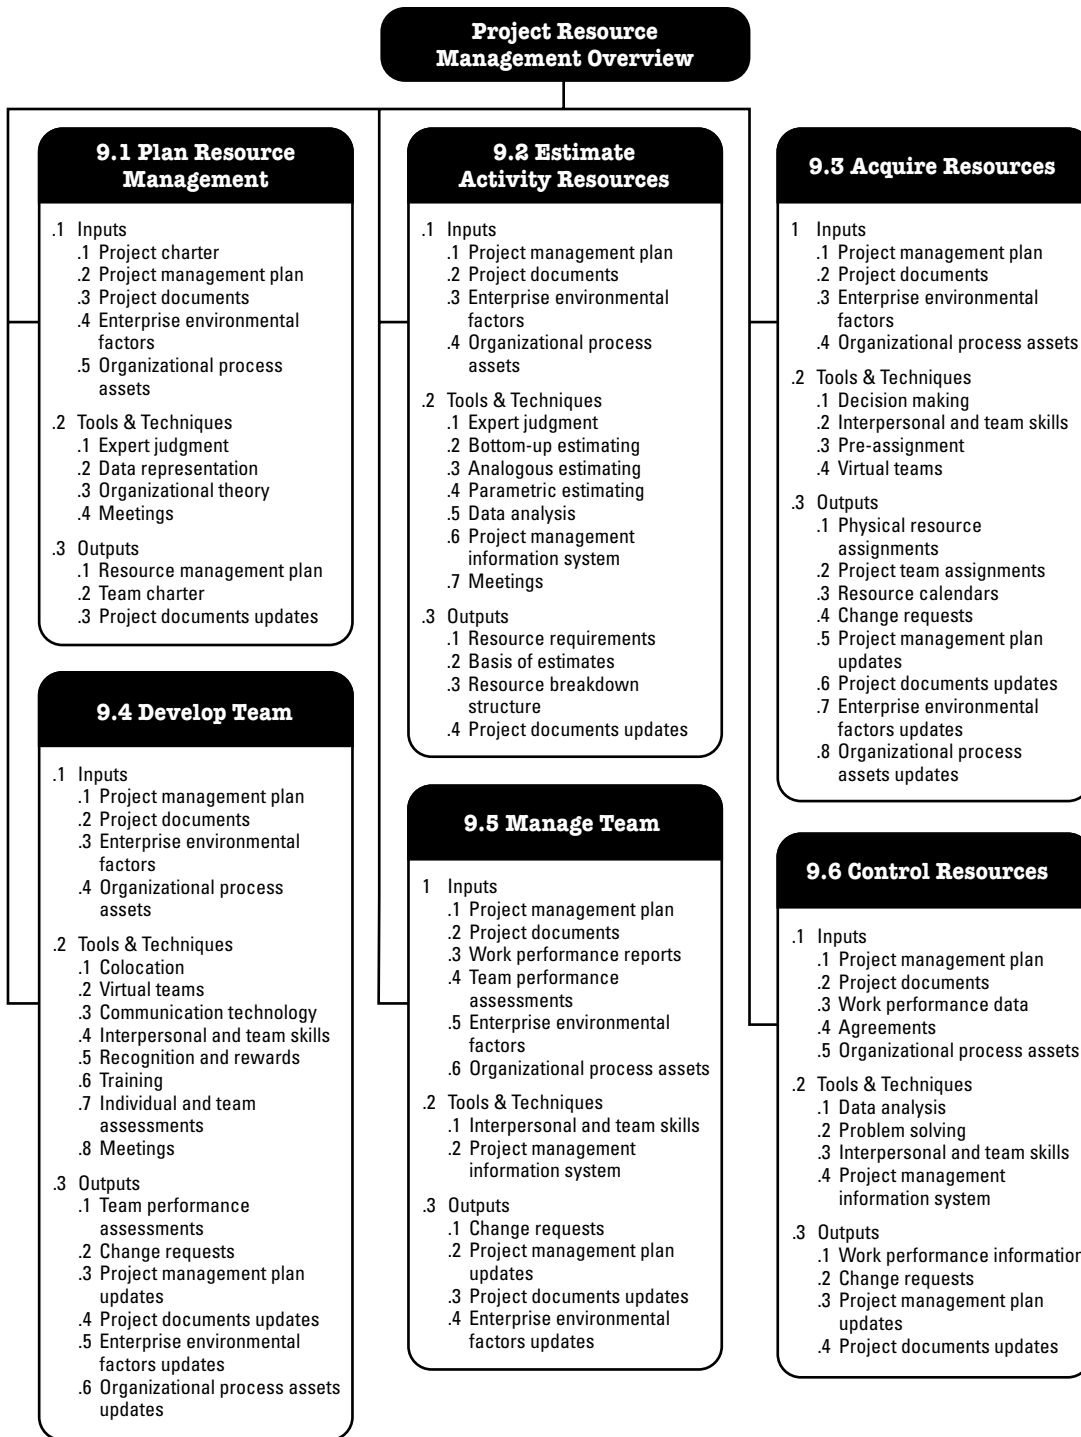 Project Resource
Management Overview
9.1 Plan Resource
Management
.1 Inputs
.1 Project charter
.2 Project management plan
.3 Project documents
.4 Enterprise environmental
factors
.5 Organizational process
assets
.2 Tools & Techniques
.1 Expert judgment
.2 Data representation
.3 Organizational theory
.4 Meetings
.3 Outputs
.1 Resource management plan
.2 Team charter
.3 Project documents updates
9.2 Estimate
Activity Resources
.1 Inputs
.1 Project management plan
.2 Project documents
.3 Enterprise environmental
factors
.4 Organizational process
assets
.2 Tools & Techniques
.1 Expert judgment
.2 Bottom-up estimating
.3 Analogous estimating
.4 Parametric estimating
.5 Data analysis
.6 Project management
information system
.7 Meetings
.3 Outputs
.1 Resource requirements
.2 Basis of estimates
.3 Resource breakdown
structure
.4 Project documents updates
9.3 Acquire Resources
1 Inputs
.1 Project management plan
.2 Project documents
.3 Enterprise environmental
factors
.4 Organizational process assets
.2 Tools & Techniques
.1 Decision making
.2 Interpersonal and team skills
.3 Pre-assignment
.4 Virtual teams
.3 Outputs
.1 Physical resource
assignments
.2 Project team assignments
.3 Resource calendars
.4 Change requests
.5 Project management plan
updates
.6 Project documents updates
.7 Enterprise environmental
factors updates
.8 Organizational process
assets updates
9.4 Develop Team
.1 Inputs
.1 Project management plan
.2 Project documents
.3 Enterprise environmental
factors
.4 Organizational process
assets
.2 Tools & Techniques
.1 Colocation
.2 Virtual teams
.3 Communication technology
.4 Interpersonal and team skills
.5 Recognition and rewards
.6 Training
.7 Individual and team
assessments
.8 Meetings
.3 Outputs
.1 Team performance
assessments
.2 Change requests
.3 Project management plan
updates
.4 Project documents updates
.5 Enterprise environmental
factors updates
.6 Organizational process assets
updates
9.5 Manage Team
1 Inputs
.1 Project management plan
.2 Project documents
.3 Work performance reports
.4 Team performance
assessments
.5 Enterprise environmental
factors
.6 Organizational process assets
.2 Tools & Techniques
.1 Interpersonal and team skills
.2 Project management
information system
.3 Outputs
.1 Change requests
.2 Project management plan
updates
.3 Project documents updates
.4 Enterprise environmental
factors updates
9.6 Control Resources
.1 Inputs
.1 Project management plan
.2 Project documents
.3 Work performance data
.4 Agreements
.5 Organizational process assets
.2 Tools & Techniques
.1 Data analysis
.2 Problem solving
.3 Interpersonal and team skills
.4 Project management
information system
.3 Outputs
.1 Work performance information
.2 Change requests
.3 Project management plan
updates
.4 Project documents updates